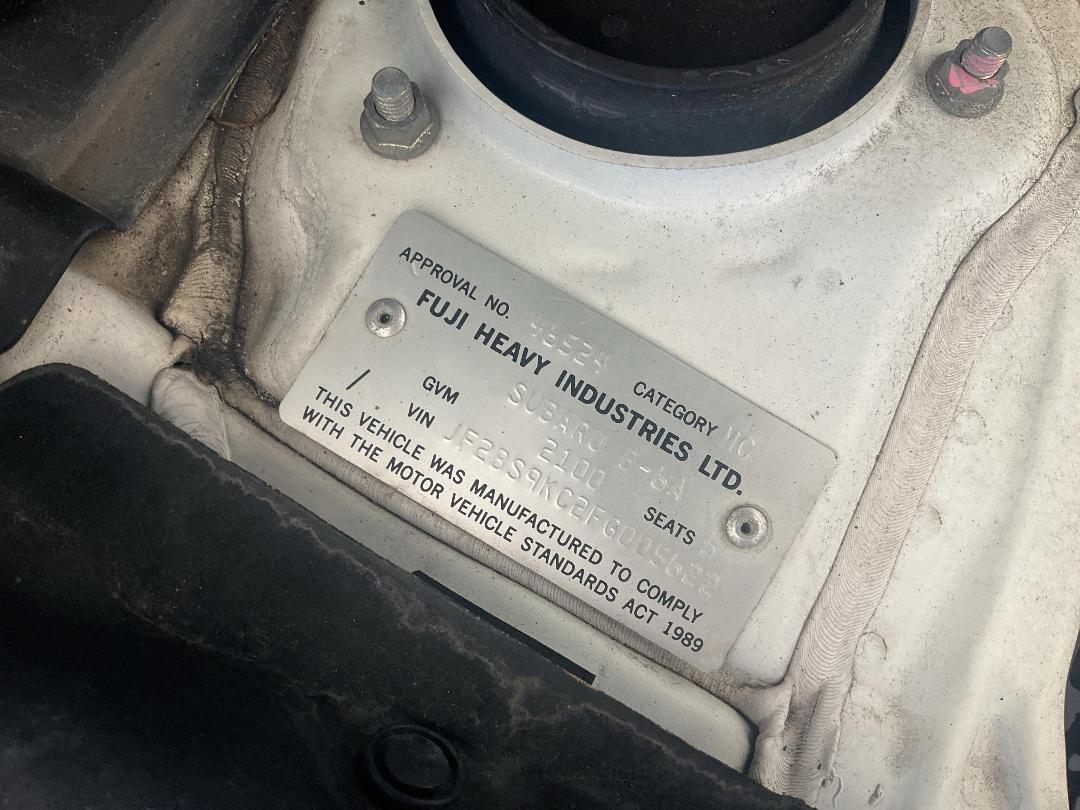 APPROVAL NO. 46524 CATEGORY MC
FUJI HEAVY INDUSTRIES LTD.
/ SUBARU B-6A
GVM 2100 SEATS 5
VIN JF2BS9KC2FG005622
THIS VEHICLE WAS MANUFACTURED TO COMPLY
WITH THE MOTOR VEHICLE STANDARDS ACT 1989